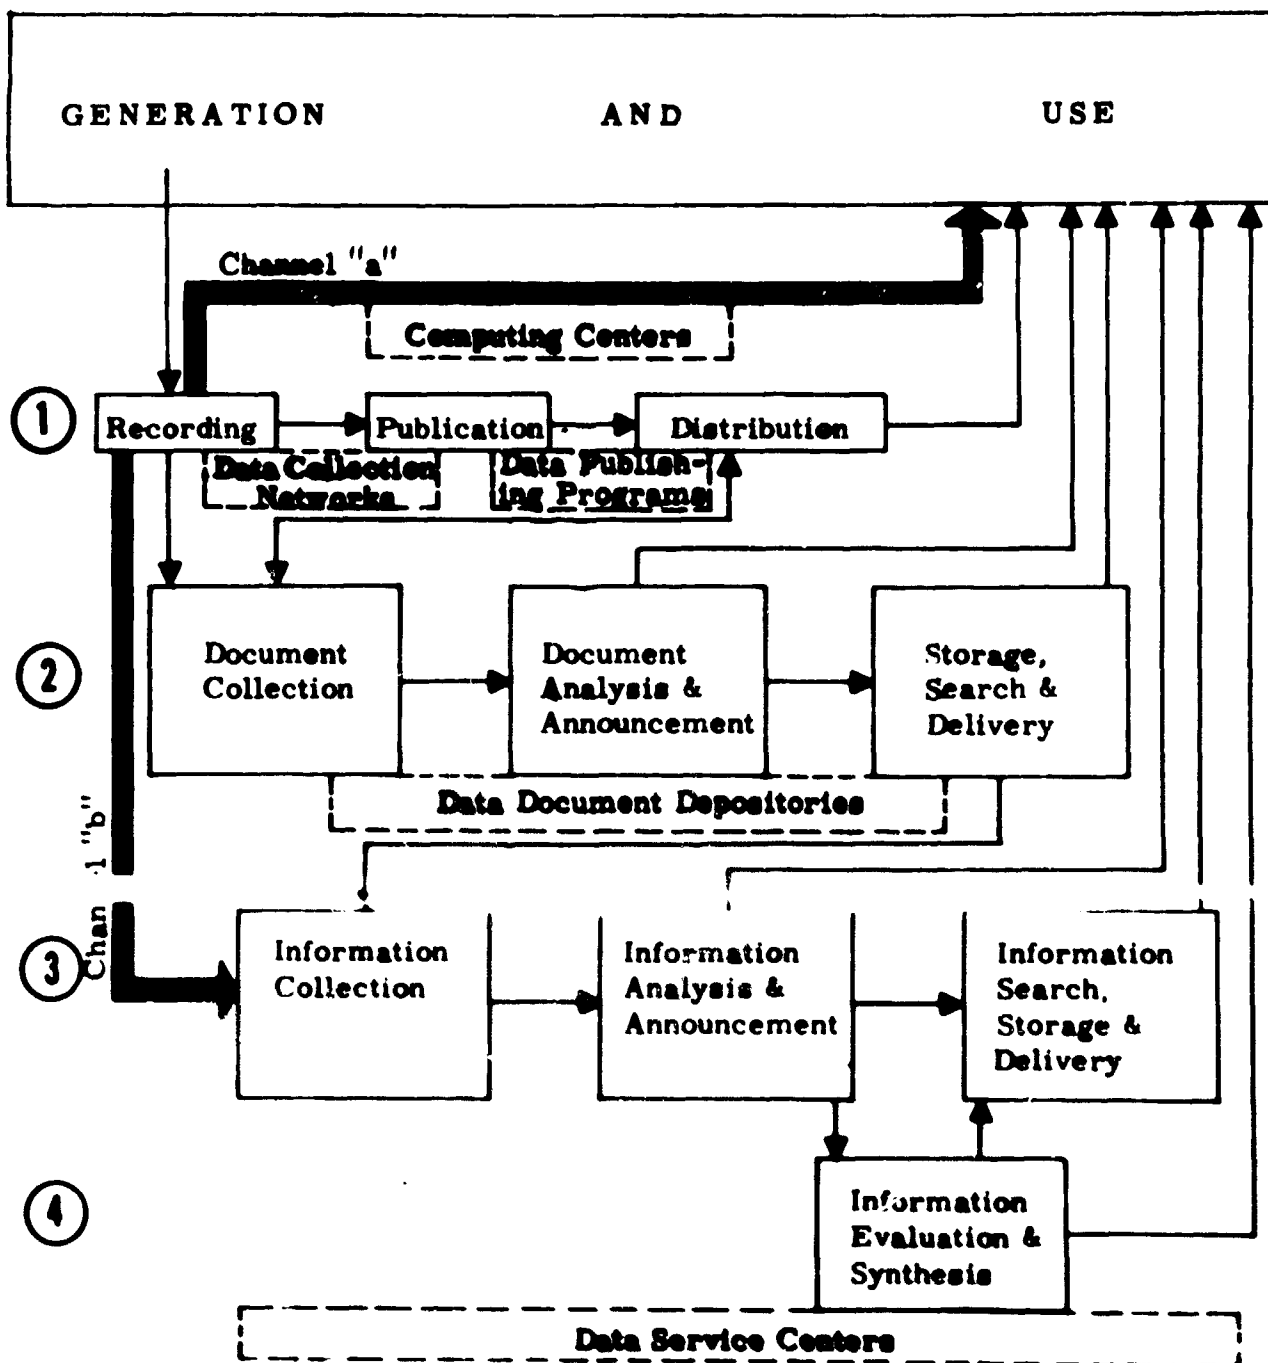 GENERATION AND USE
Channel "a"
Computing Centers
1
Recording
Publication
Distribution
Data Collection
Networks
Data Publish-
ing Programs
2
Document
Collection
Document
Analysis &
Announcement
Storage,
Search &
Delivery
Data Document Depositories
Chan l "b"
3
Information
Collection
Information
Analysis &
Announcement
Information
Search,
Storage &
Delivery
4
Information
Evaluation &
Synthesis
Data Service Centers